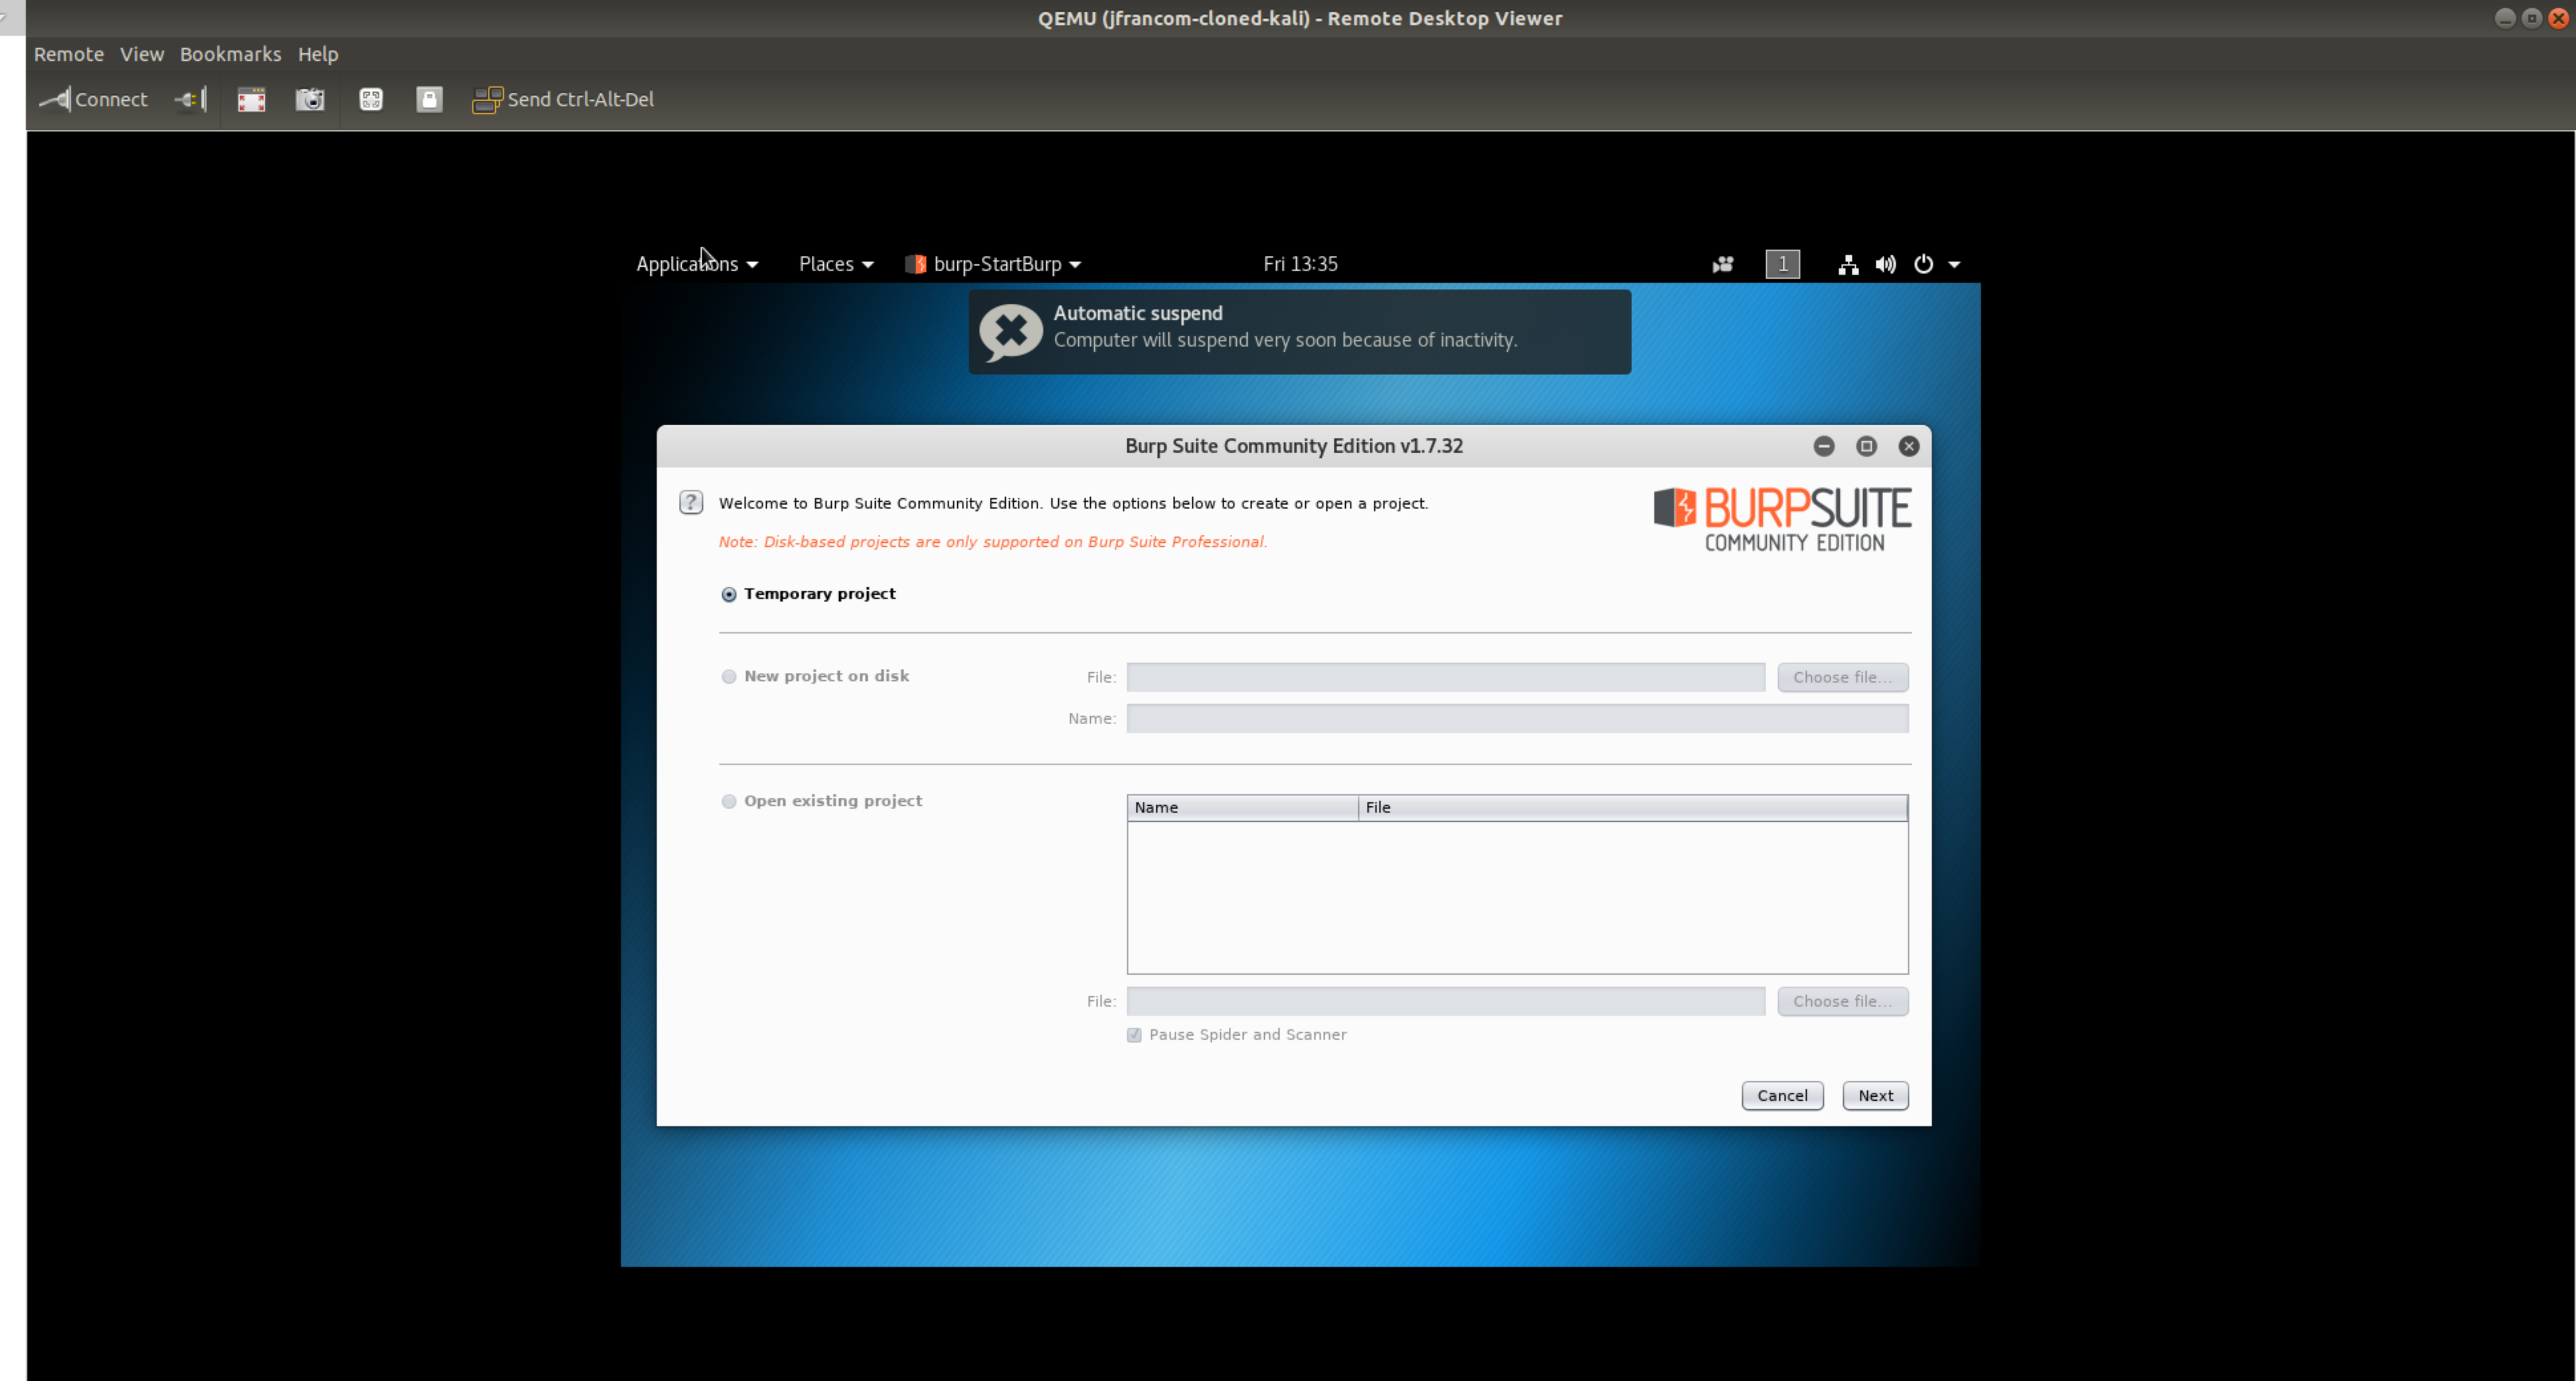 QEMU (jfrancom-cloned-kali) - Remote Desktop Viewer
Remote View Bookmarks Help
Connect Send Ctrl-Alt-Del
Applications Places burp-StartBurp Fri 13:35 1
Automatic suspend
Computer will suspend very soon because of inactivity.
Burp Suite Community Edition v1.7.32
? Welcome to Burp Suite Community Edition. Use the options below to create or open a project.
BURPSUITE
Note: Disk-based projects are only supported on Burp Suite Professional.
COMMUNITY EDITION
Temporary project
New project on disk File: Choose file...
Name:
Open existing project Name File
File: Choose file...
Pause Spider and Scanner
Cancel Next